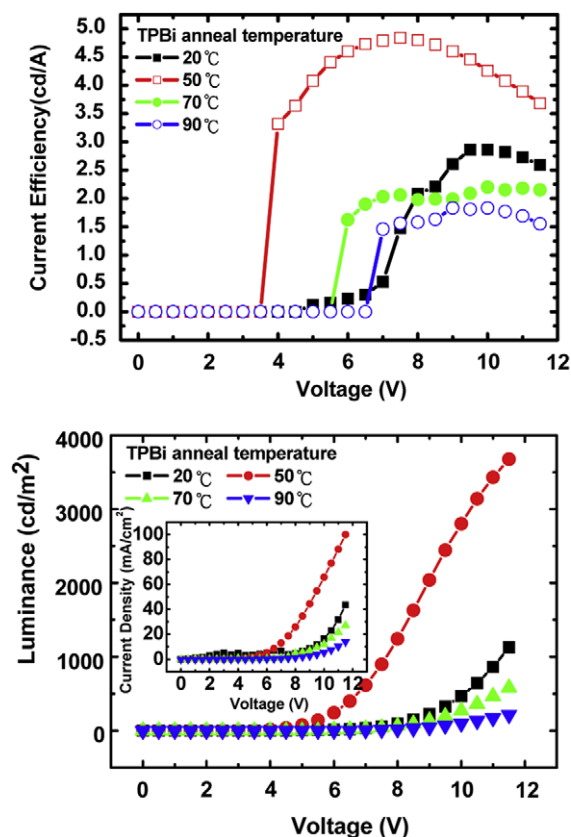 5.0
4.5
4.0
3.5
3.0
2.5
2.0
1.5
1.0
0.5
0.0
-0.5
Current Efficiency(cd/A)
TPBi anneal temperature
20℃
50℃
70℃
90℃
0 2 4 6 8 10 12
Voltage (V)
4000
3000
2000
1000
0
Luminance (cd/m²)
TPBi anneal temperature
20℃ 50℃
70℃ 90℃
100
80
60
40
20
0
Current Density (mA/cm²)
0 2 4 6 8 10 12
Voltage (V)
0 2 4 6 8 10 12
Voltage (V)